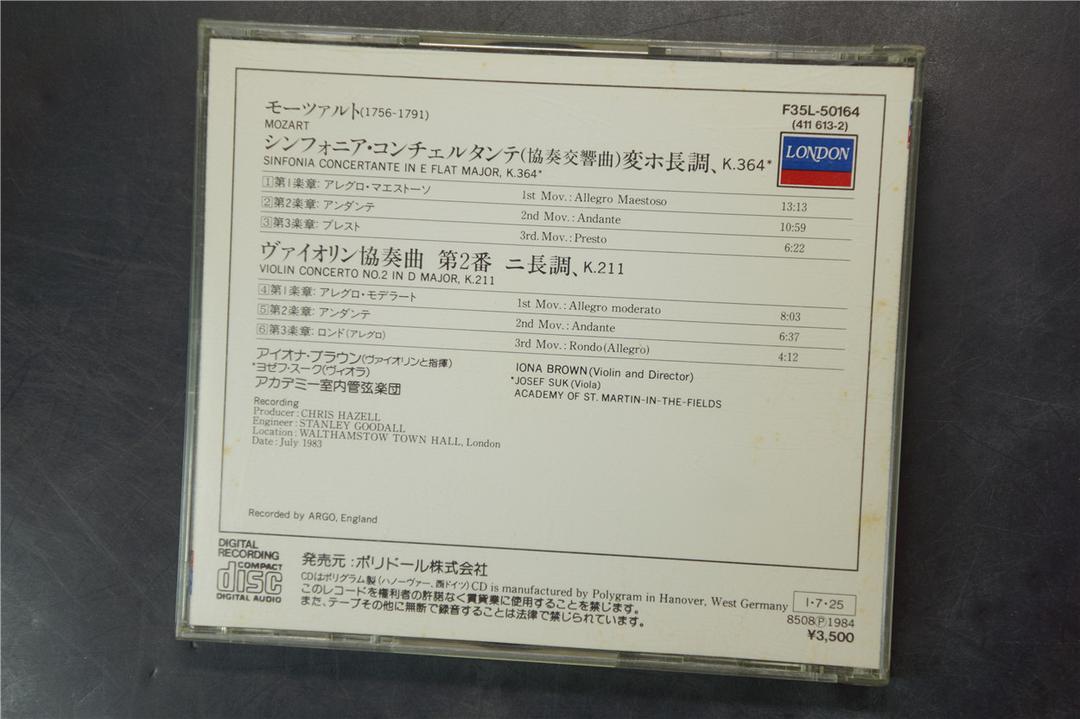 モーツァルト(1756-1791)
MOZART
F35L-50164
(411 613-2)
LONDON
シンフォニア・コンチェルタンテ(協奏交響曲)変ホ長調、K.364*
SINFONIA CONCERTANTE IN E FLAT MAJOR, K.364*
1 第1楽章: アレグロ・マエストーソ 1st Mov.: Allegro Maestoso 13:13
2 第2楽章: アンダンテ 2nd Mov.: Andante 10:59
3 第3楽章: プレスト 3rd. Mov.: Presto 6:22
ヴァイオリン協奏曲 第2番 ニ長調、K.211
VIOLIN CONCERTO NO.2 IN D MAJOR, K.211
4 第1楽章: アレグロ・モデラート 1st Mov.: Allegro moderato 8:03
5 第2楽章: アンダンテ 2nd Mov.: Andante 6:37
6 第3楽章: ロンド(アレグロ) 3rd Mov.: Rondo(Allegro) 4:12
アイオナ・ブラウン(ヴァイオリンと指揮) IONA BROWN(Violin and Director)
*ヨゼフ・スーク(ヴィオラ) *JOSEF SUK(Viola)
アカデミー室内管弦楽団 ACADEMY OF ST. MARTIN-IN-THE-FIELDS
Recording
Producer: CHRIS HAZELL
Engineer: STANLEY GOODALL
Location: WALTHAMSTOW TOWN HALL, London
Date: July 1983
Recorded by ARGO, England
DIGITAL RECORDING
COMPACT disc DIGITAL AUDIO
発売元:ポリドール株式会社
CDはポリグラム製(ハノーヴァー、西ドイツ)CD is manufactured by Polygram in Hanover, West Germany
このレコードを権利者の許諾なく賃貸業に使用することを禁じます。
また、テープその他に無断で録音することは法律で禁じられています。
I・7・25
8508Ⓟ1984
¥3,500